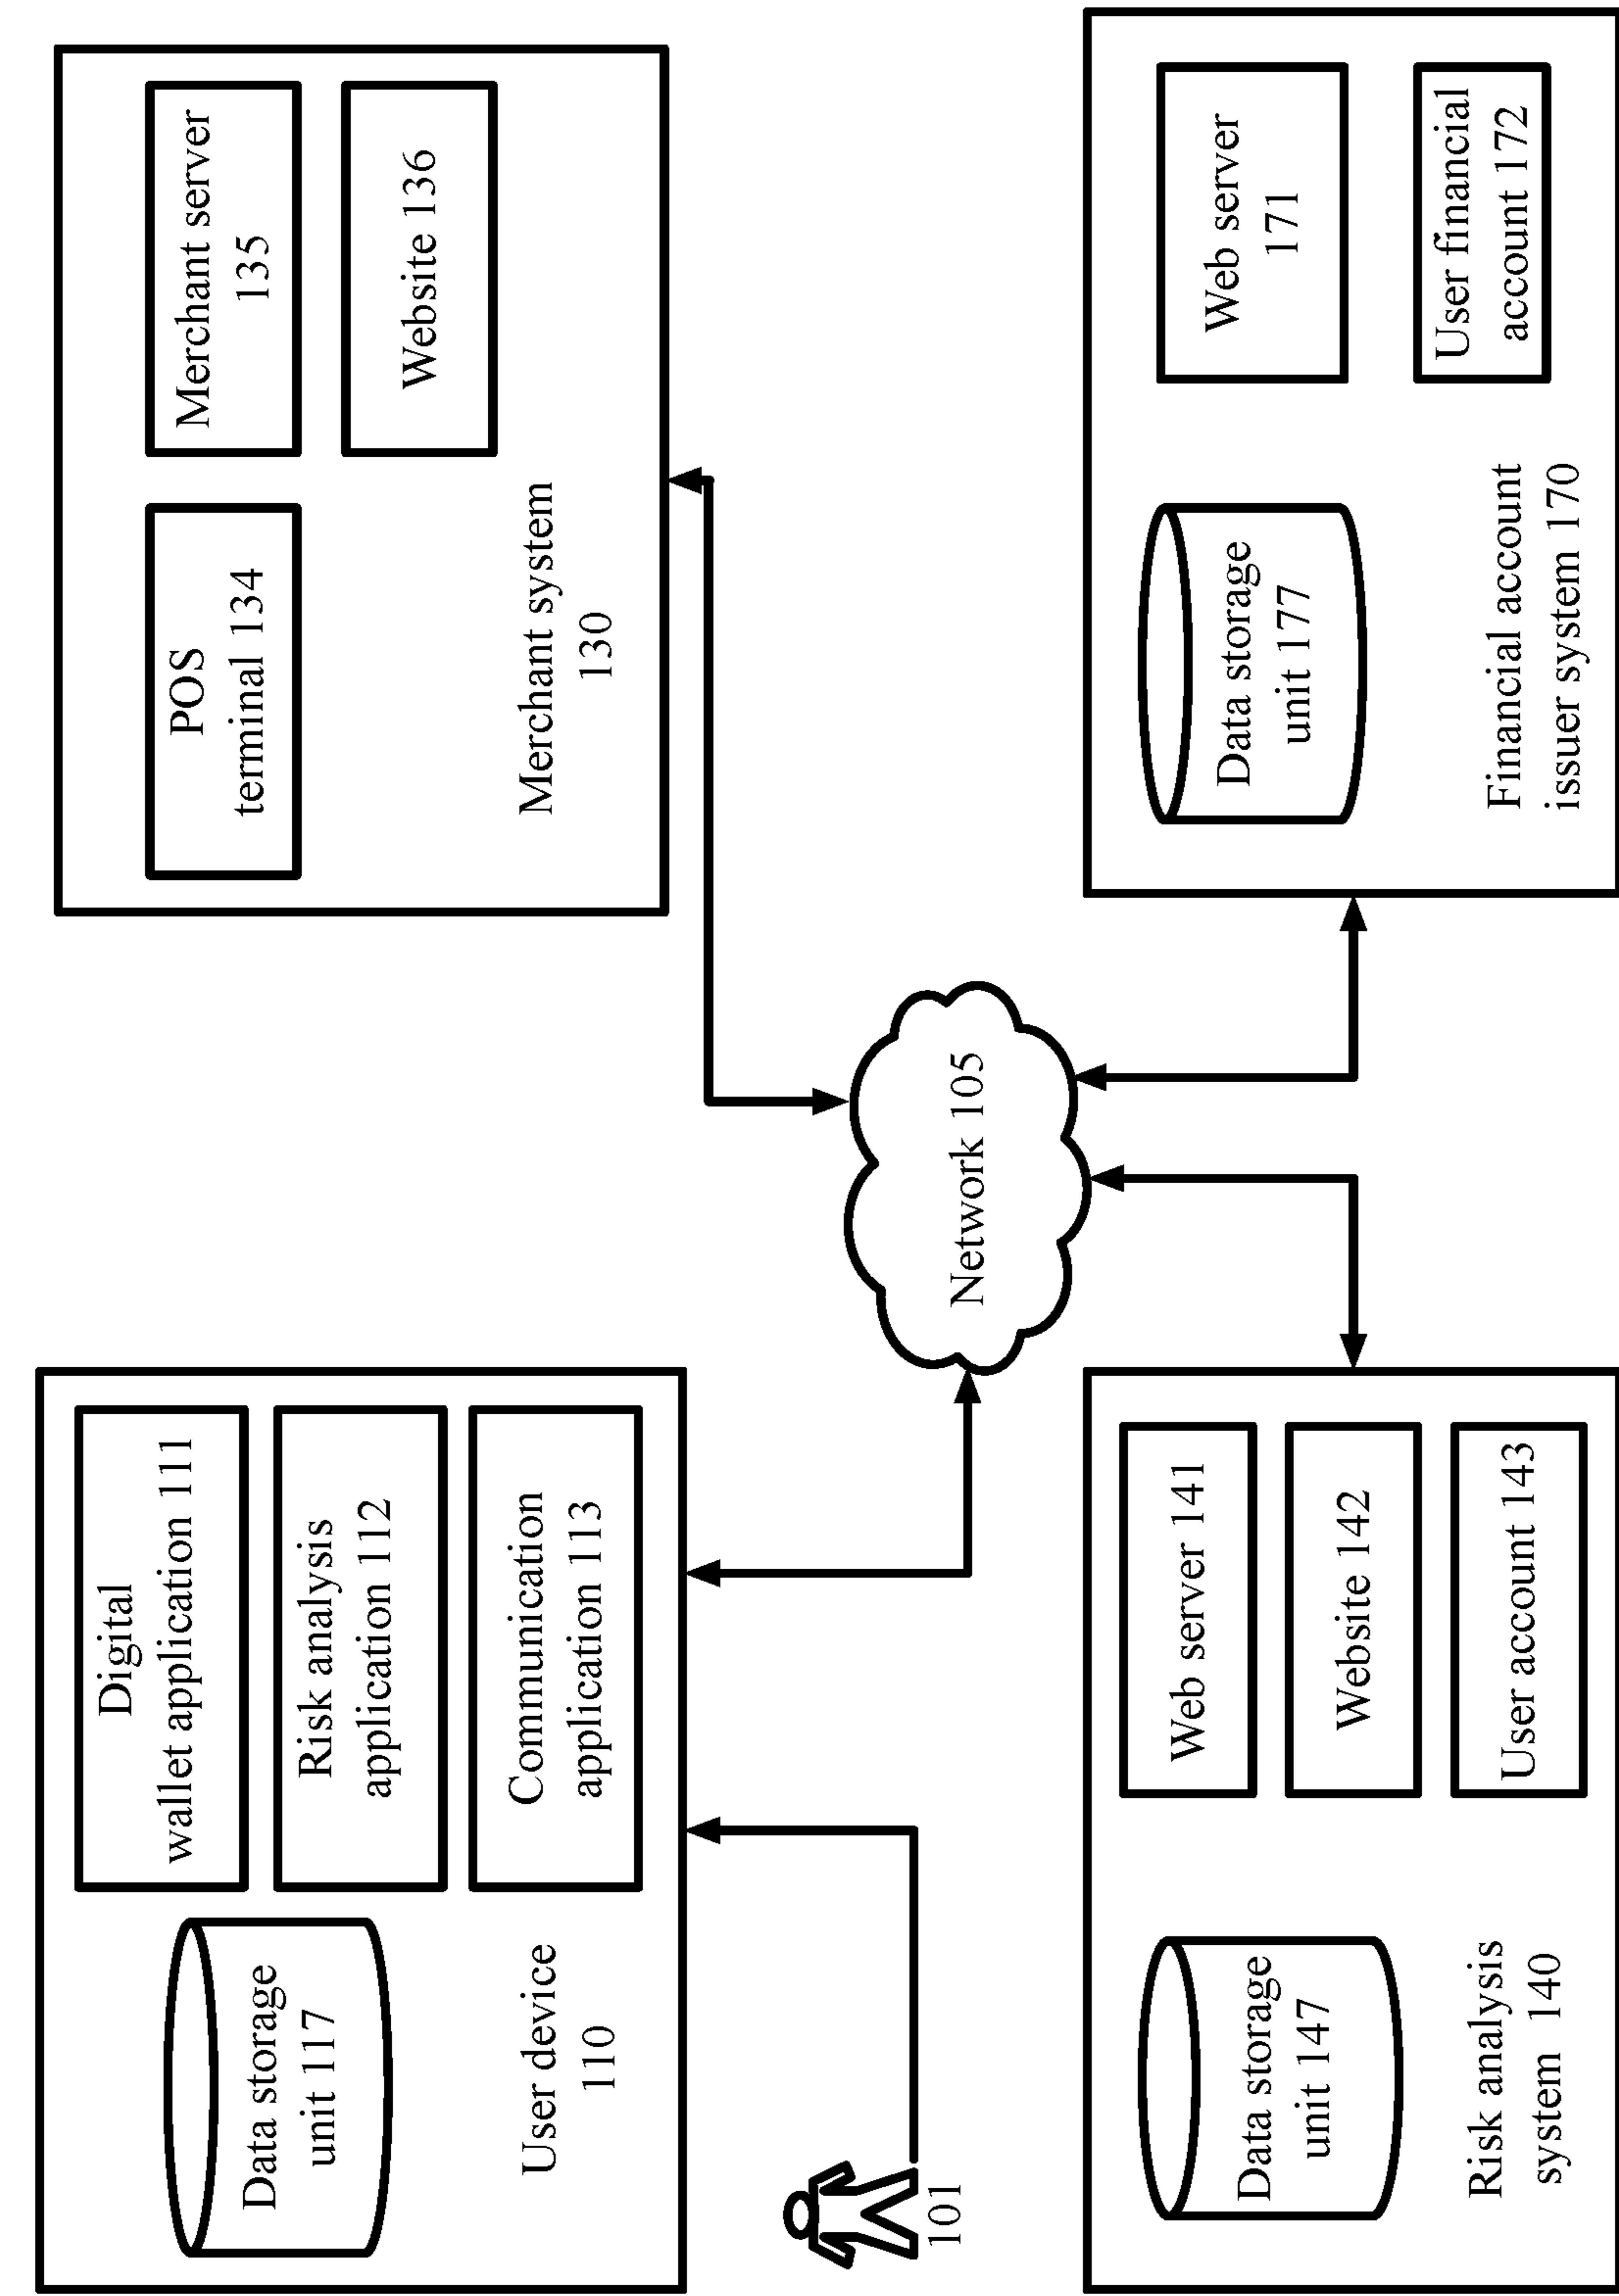 Data storage
unit 117
Digital
wallet application 111
Risk analysis
application 112
Communication
application 113
User device
110
101
POS
terminal 134
Merchant server
135
Website 136
Merchant system
130
Network 105
Data storage
unit 147
Web server 141
Website 142
User account 143
Risk analysis
system 140
Data storage
unit 177
Web server
171
User financial
account 172
Financial account
issuer system 170